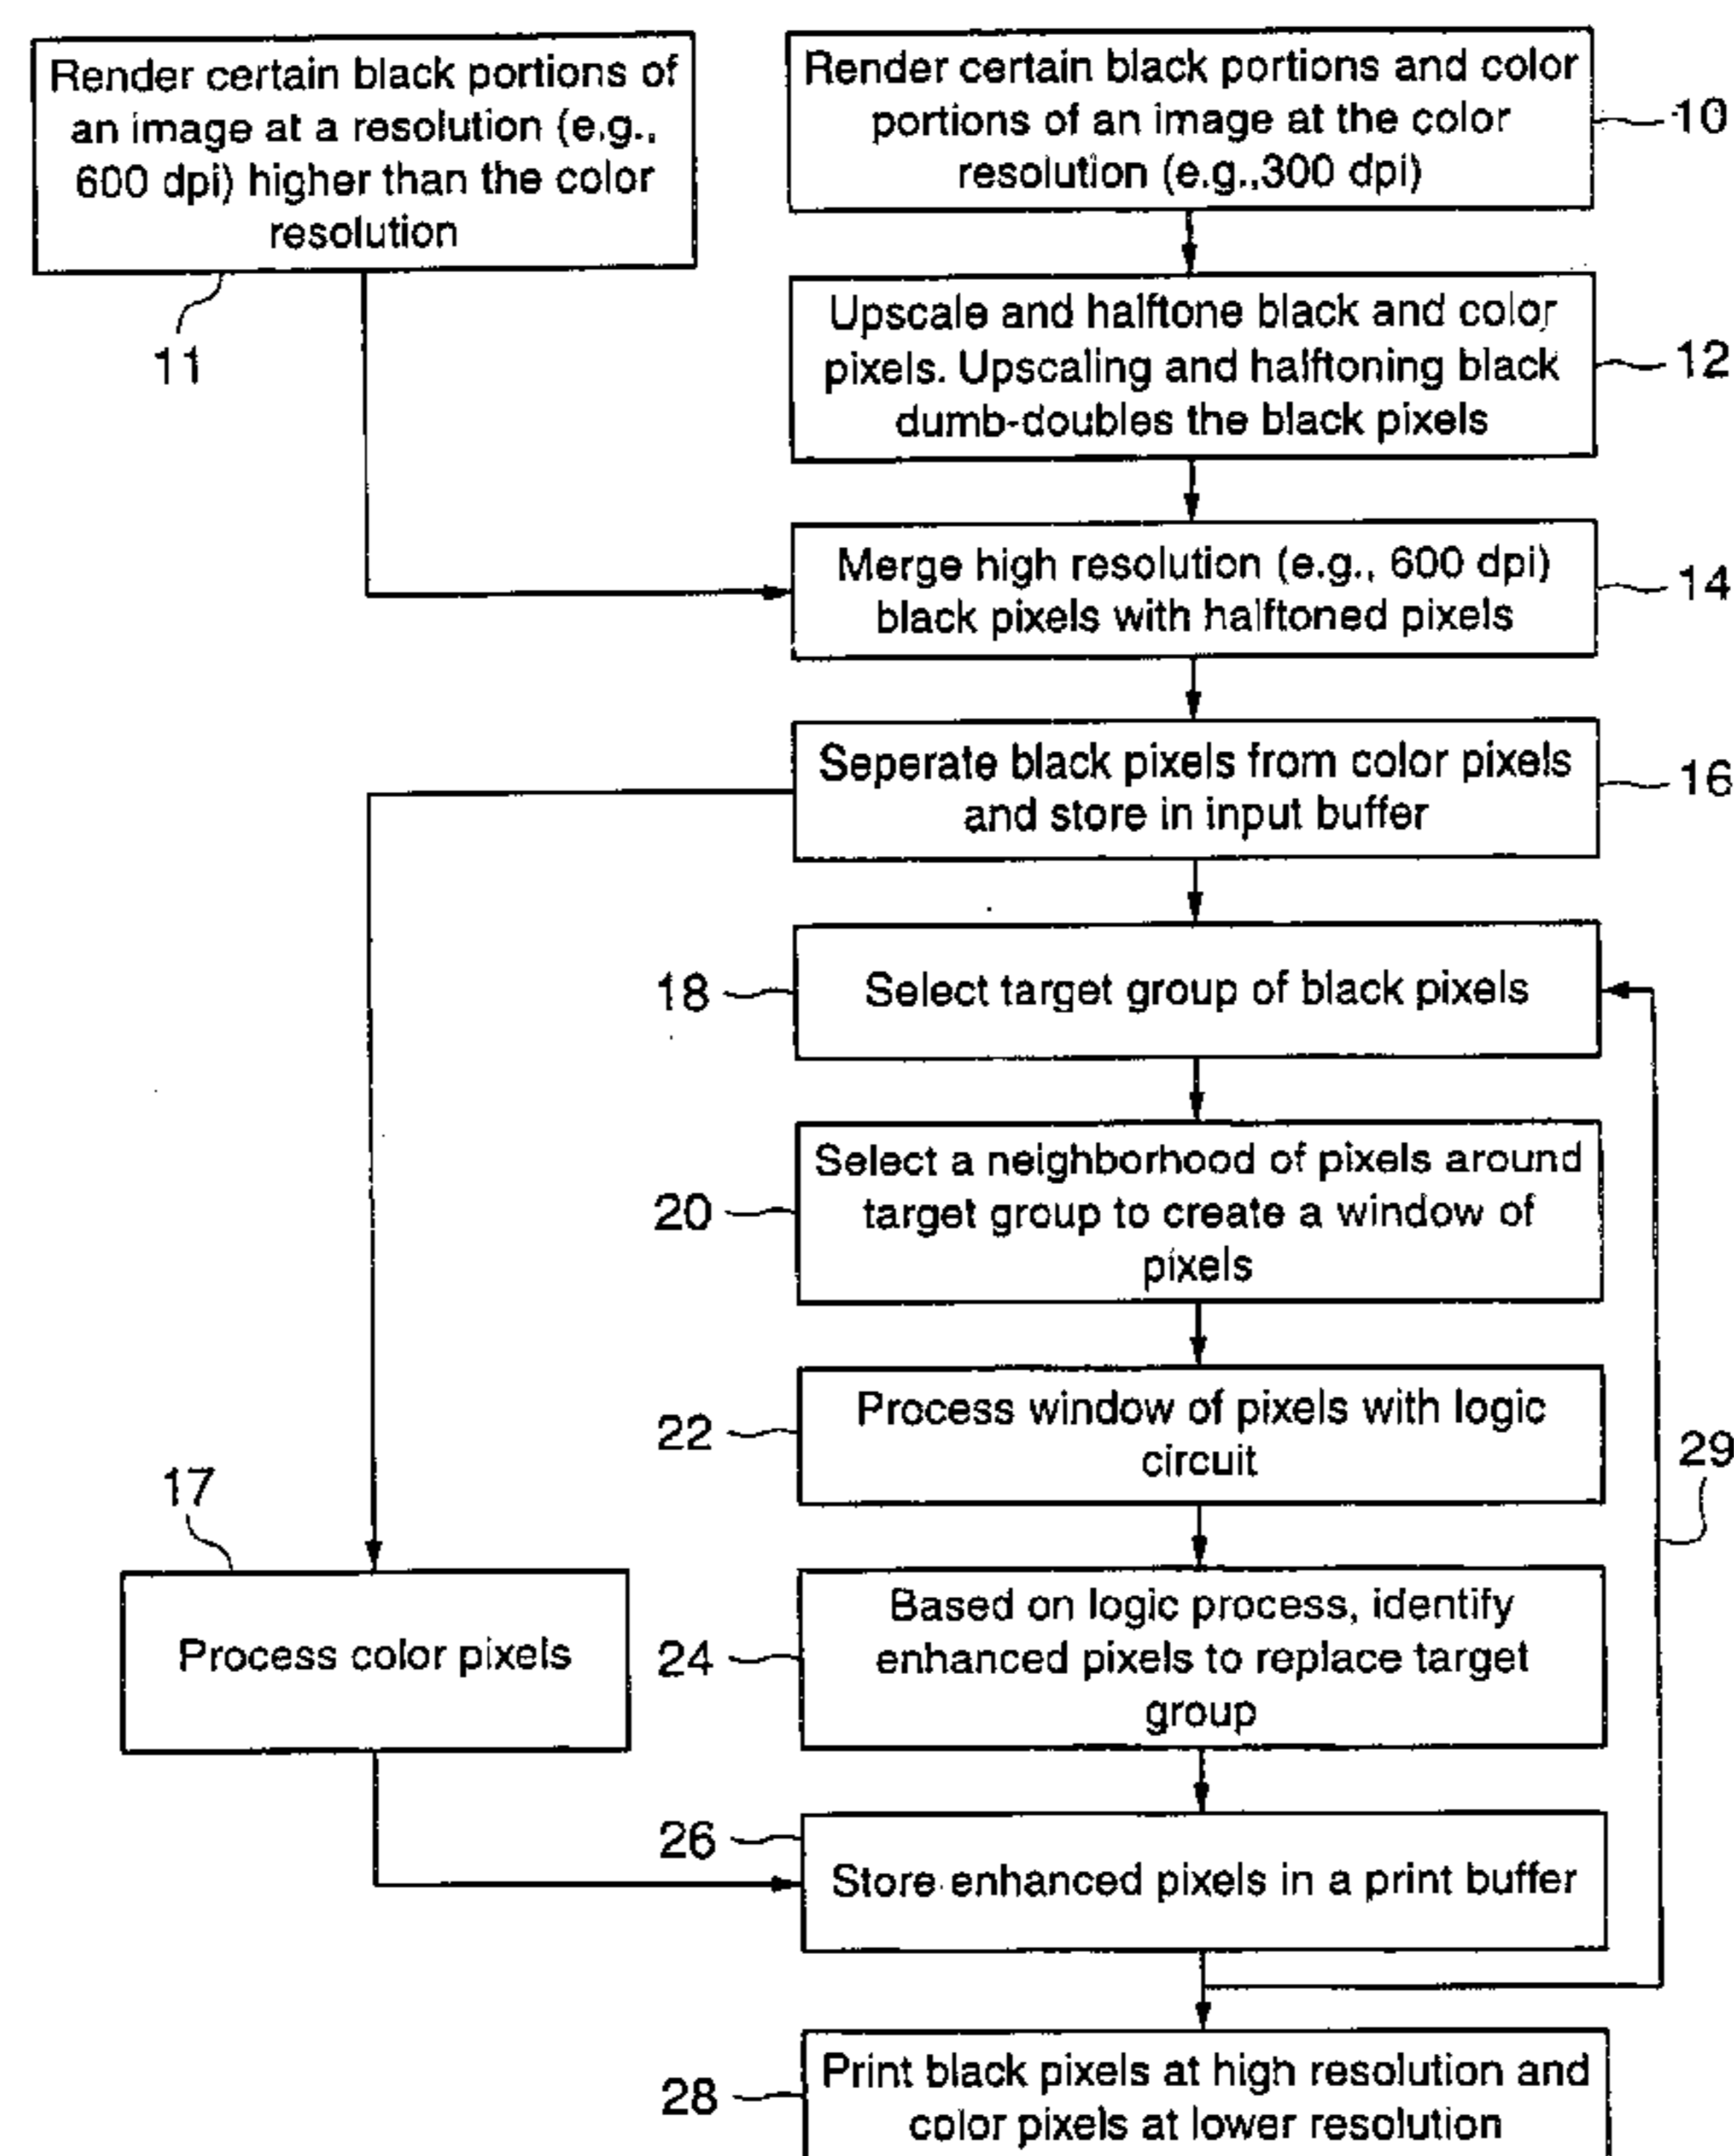 Render certain black portions of
an image at a resolution (e.g.,
600 dpi) higher than the color
resolution
11
Render certain black portions and color
portions of an image at the color
resolution (e.g.,300 dpi)
10
Upscale and halftone black and color
pixels. Upscaling and halftoning black
dumb-doubles the black pixels
12
Merge high resolution (e.g., 600 dpi)
black pixels with halftoned pixels
14
Seperate black pixels from color pixels
and store in input buffer
16
18
Select target group of black pixels
20
Select a neighborhood of pixels around
target group to create a window of
pixels
22
Process window of pixels with logic
circuit
29
17
Process color pixels
24
Based on logic process, identify
enhanced pixels to replace target
group
26
Store enhanced pixels in a print buffer
28
Print black pixels at high resolution and
color pixels at lower resolution